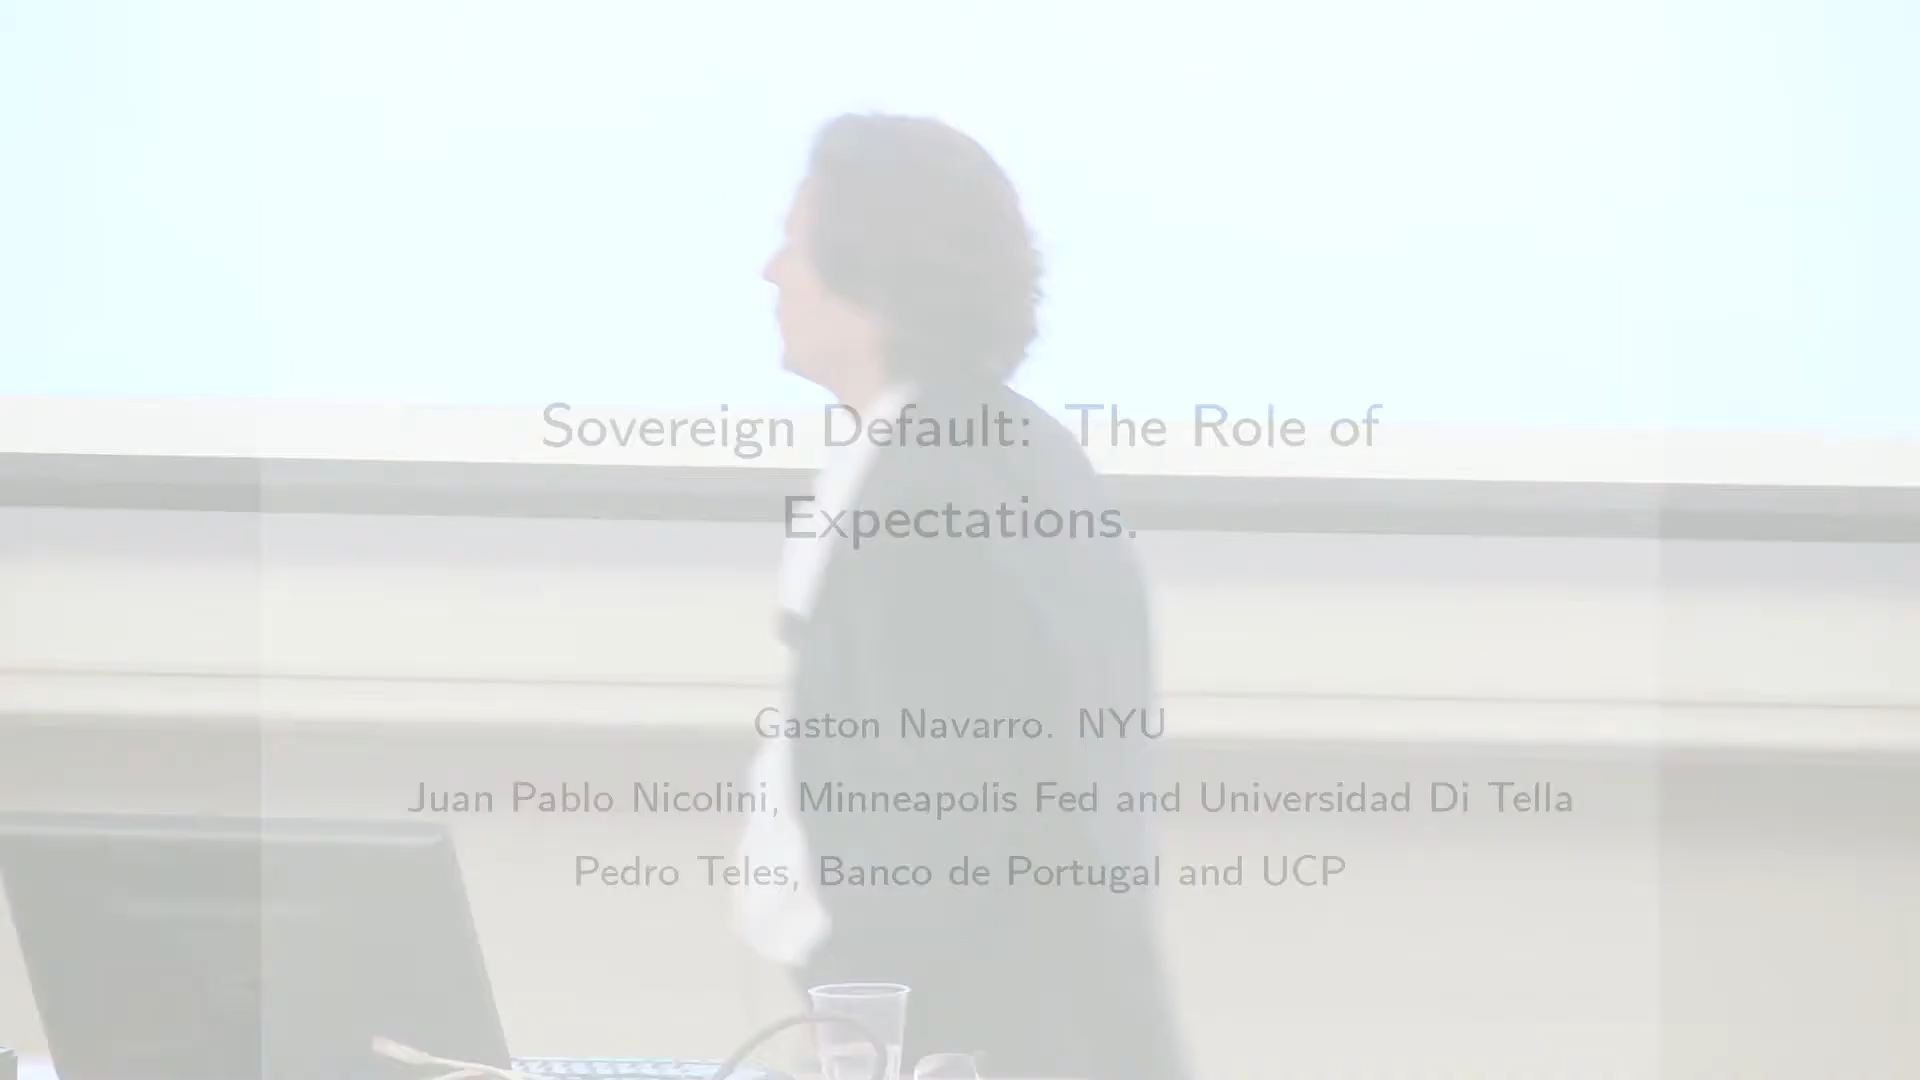 Sovereign Default: The Role of
Expectations.
Gaston Navarro. NYU
Juan Pablo Nicolini, Minneapolis Fed and Universidad Di Tella
Pedro Teles, Banco de Portugal and UCP